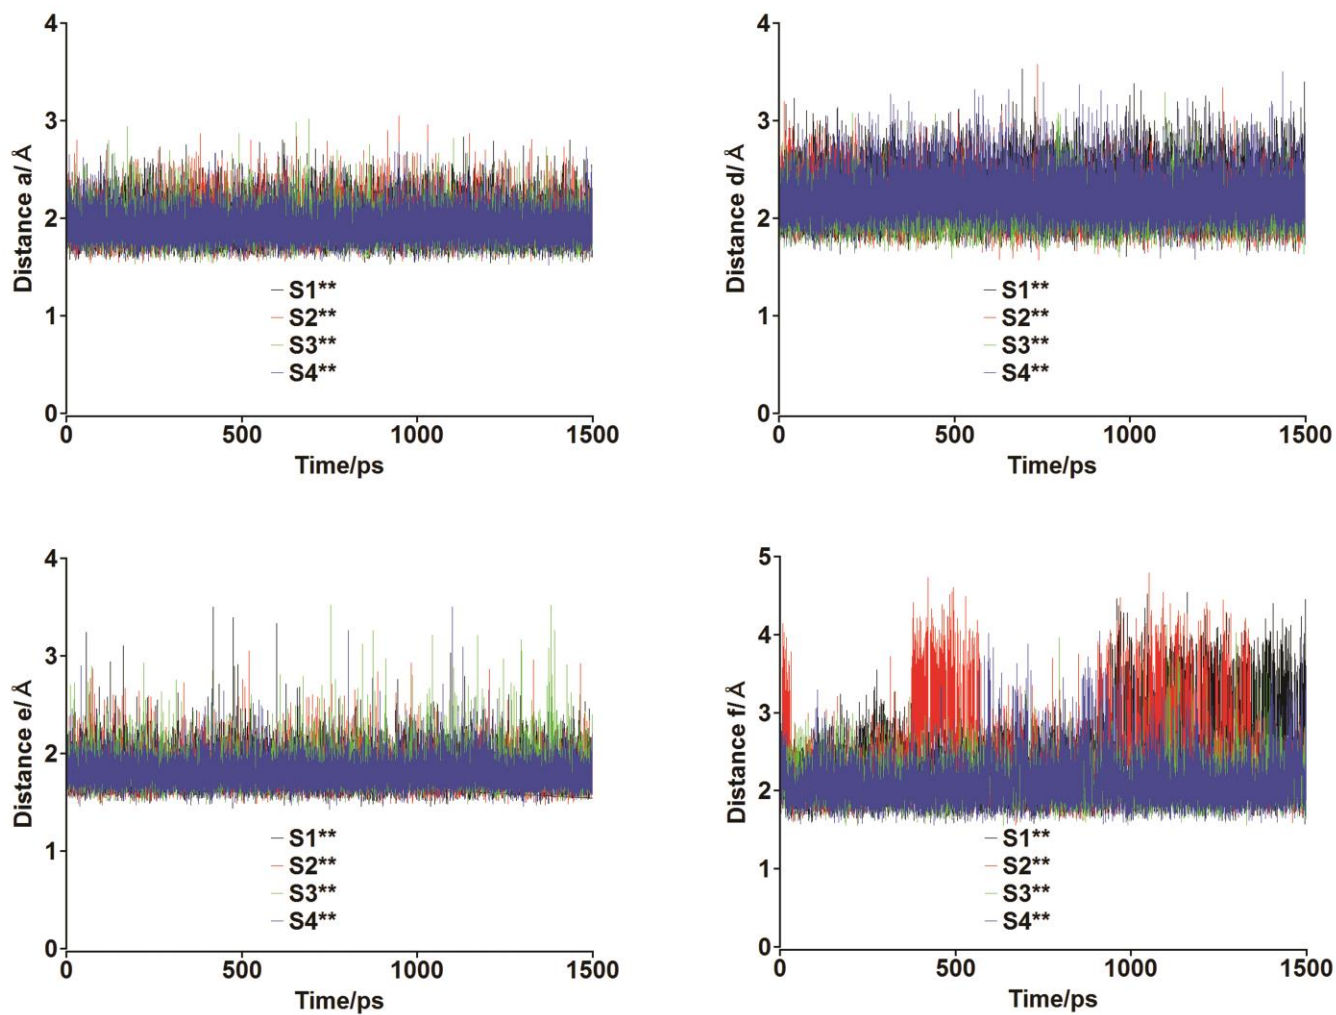 4
3
2
1
0
Distance a/Å
S1**
S2**
S3**
S4**
0 500 1000 1500
Time/ps
4
3
2
1
0
Distance d/Å
S1**
S2**
S3**
S4**
0 500 1000 1500
Time/ps
4
3
2
1
0
Distance e/Å
S1**
S2**
S3**
S4**
0 500 1000 1500
Time/ps
5
4
3
2
1
0
Distance f/Å
S1**
S2**
S3**
S4**
0 500 1000 1500
Time/ps